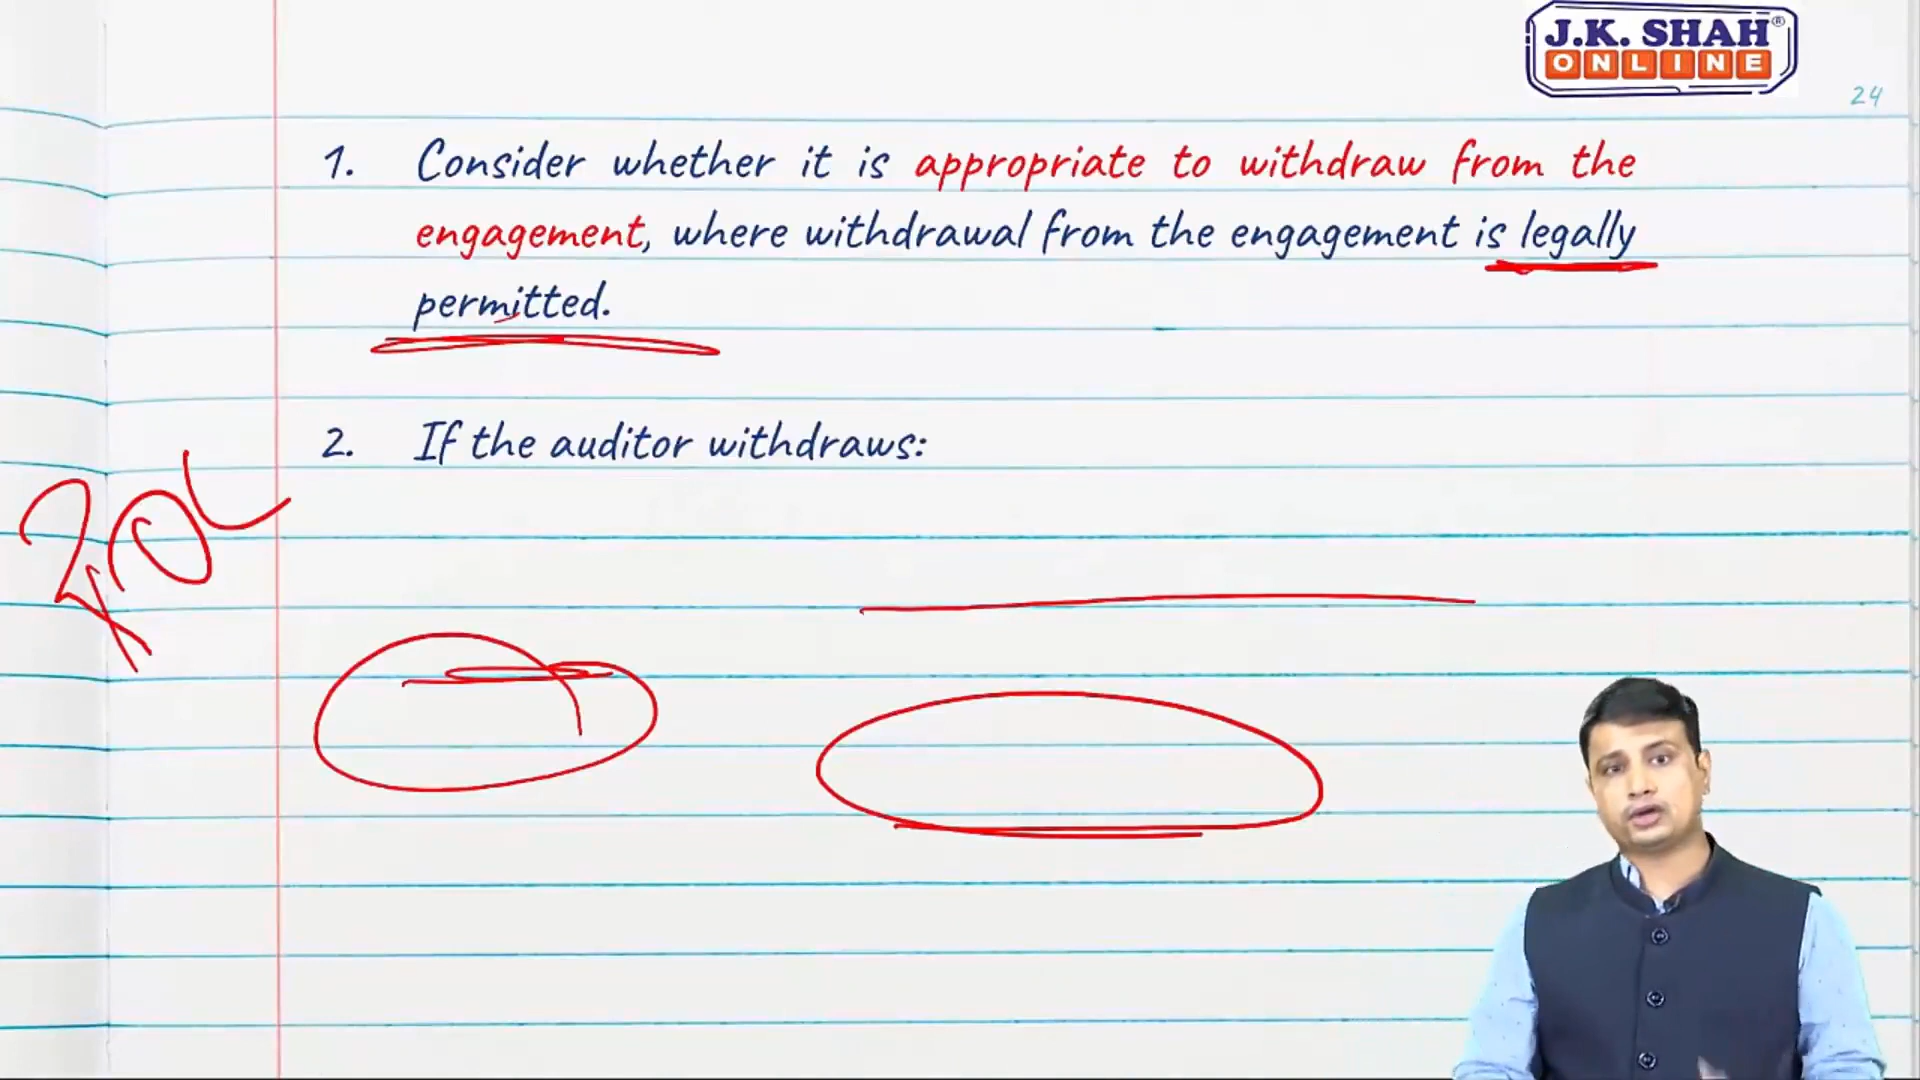 J.K. SHAH®
ONLINE
24
1. Consider whether it is appropriate to withdraw from the
engagement, where withdrawal from the engagement is legally
permitted.
2. If the auditor withdraws: